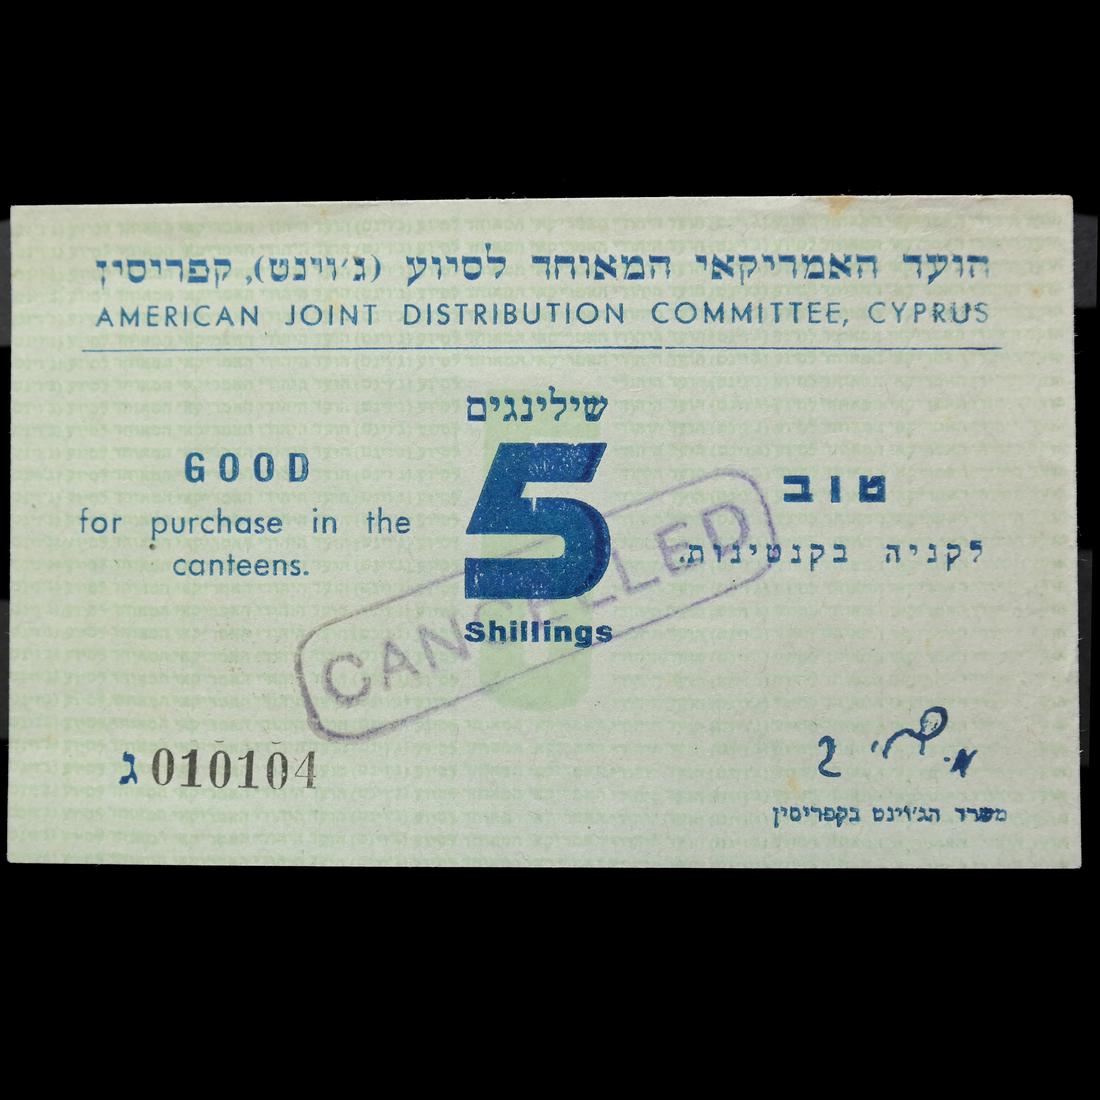 הועד האמריקאי המאוחד לסיוע (ג'וינט), קפריסין
AMERICAN JOINT DISTRIBUTION COMMITTEE, CYPRUS
שילינגים
5
Shillings
GOOD
for purchase in the
canteens.
טוב
לקניה בקנטינות.
CANCELLED
ג 010104
משרד הג'וינט בקפריסין